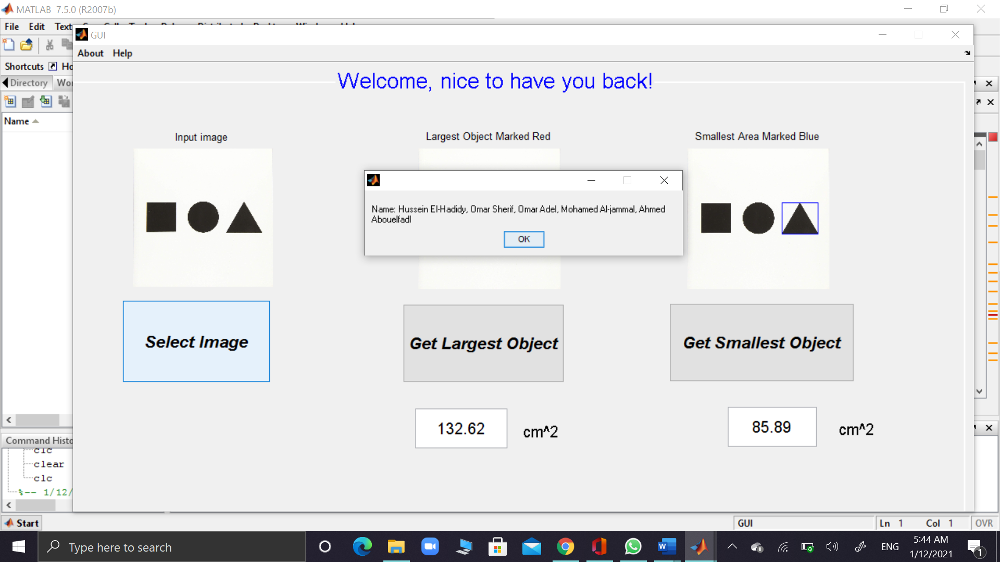 MATLAB 7.5.0 (R2007b)
File Edit Text
GUI
About Help
Shortcuts
Directory
Welcome, nice to have you back!
Name
Input image
Largest Object Marked Red
Smallest Area Marked Blue
Name: Hussein El-Hadidy, Omar Sherif, Omar Adel, Mohamed Al-jammal, Ahmed
Abouelfadl
OK
Select Image
Get Largest Object
Get Smallest Object
132.62 cm^2
85.89 cm^2
Command Histo
clc
clear
clc
%-- 1/12/
Start
GUI
Ln 1 Col 1 OVR
Type here to search
ENG
5:44 AM
1/12/2021
1